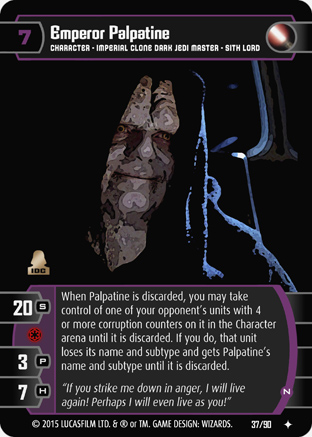 7
Emperor Palpatine
CHARACTER - IMPERIAL CLONE DARK JEDI MASTER - SITH LORD
IDC
20 S
3 P
7 H
When Palpatine is discarded, you may take
control of one of your opponent's units with 4
or more corruption counters on it in the Character
arena until it is discarded. If you do, that unit
loses its name and subtype and gets Palpatine's
name and subtype until it is discarded.
"If you strike me down in anger, I will live
again! Perhaps I will even live as you!"
N
© 2015 LUCASFILM LTD. & ® or TM. GAME DESIGN: WIZARDS. 37/90